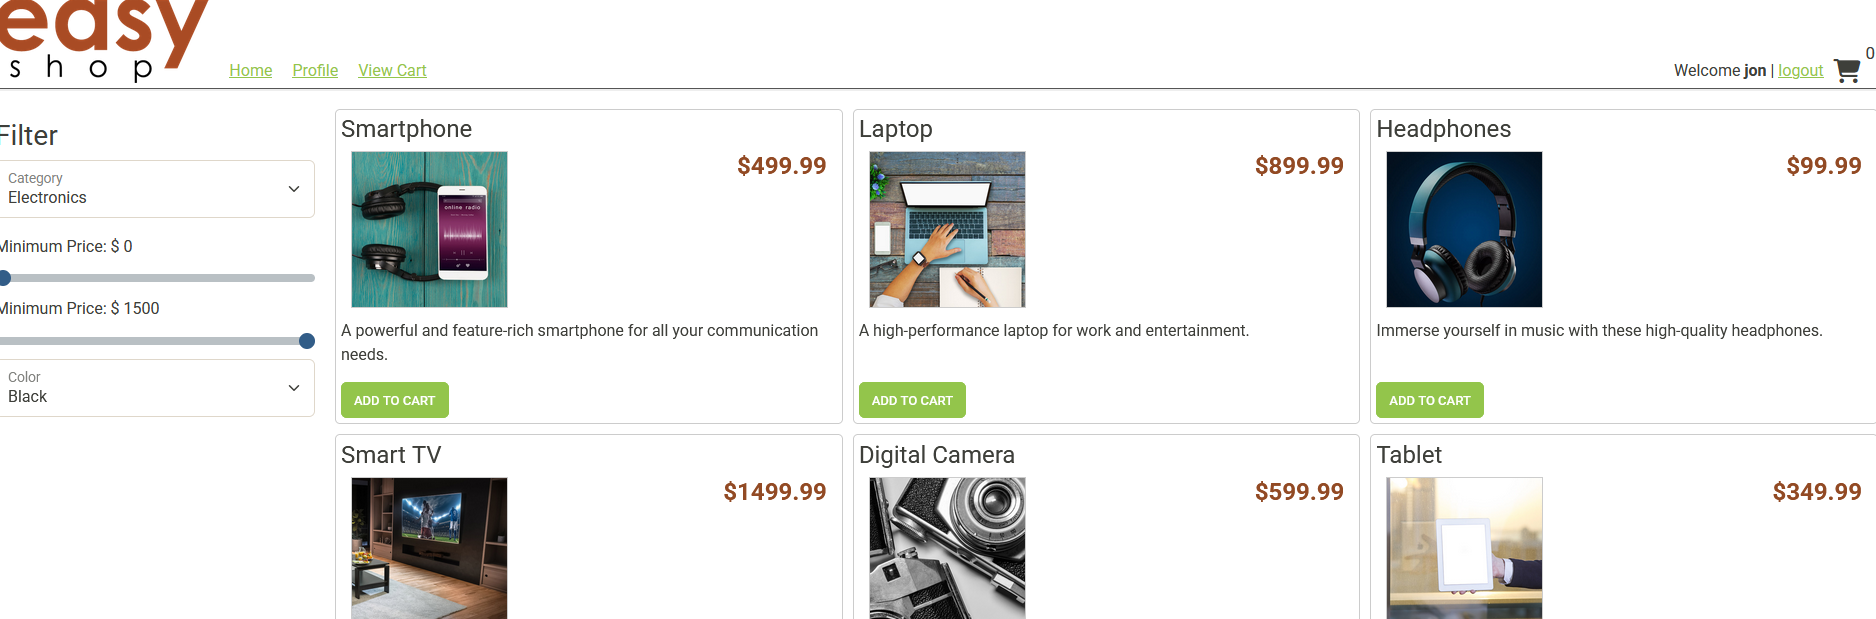 easy
shop
Home Profile View Cart
Welcome jon | logout
0
Filter
Category
Electronics
Minimum Price: $ 0
Minimum Price: $ 1500
Color
Black
Smartphone
$499.99
online radio
A powerful and feature-rich smartphone for all your communication
needs.
ADD TO CART
Laptop
$899.99
A high-performance laptop for work and entertainment.
ADD TO CART
Headphones
$99.99
Immerse yourself in music with these high-quality headphones.
ADD TO CART
Smart TV
$1499.99
Digital Camera
$599.99
Tablet
$349.99